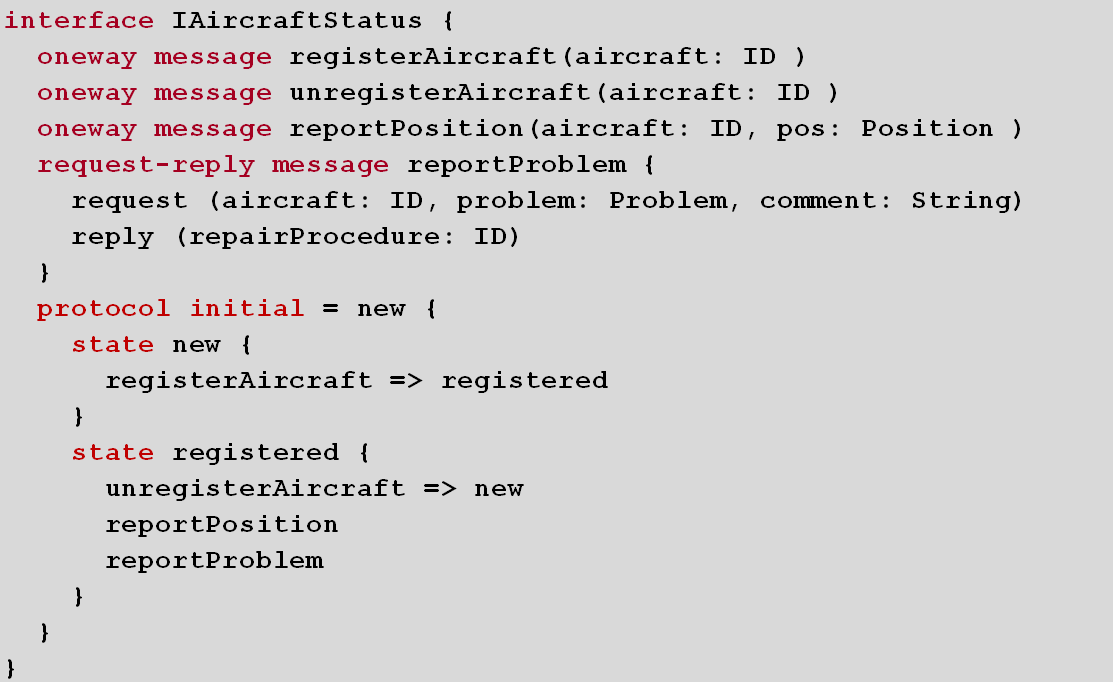 interface IAircraftStatus {
  oneway message registerAircraft(aircraft: ID )
  oneway message unregisterAircraft(aircraft: ID )
  oneway message reportPosition(aircraft: ID, pos: Position )
  request-reply message reportProblem {
    request (aircraft: ID, problem: Problem, comment: String)
    reply (repairProcedure: ID)
  }
  protocol initial = new {
    state new {
      registerAircraft => registered
    }
    state registered {
      unregisterAircraft => new
      reportPosition
      reportProblem
    }
  }
}